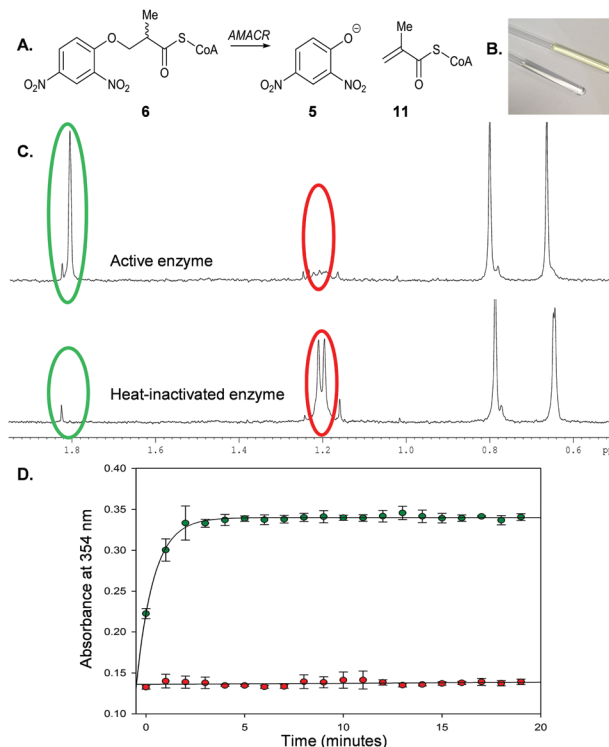 A.
Me
AMACR
O
S
CoA
O
NO₂
NO₂
6
O⊖
NO₂
NO₂
5
Me
S
CoA
O
11
B.
C.
Active enzyme
Heat-inactivated enzyme
1.8
1.6
1.4
1.2
1.0
0.8
0.6
D.
Absorbance at 354 nm
0.40
0.35
0.30
0.25
0.20
0.15
0.10
0
5
10
15
20
Time (minutes)